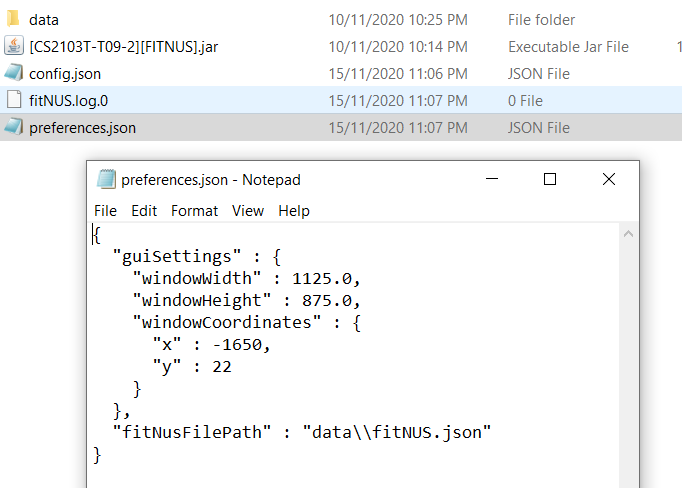 data 10/11/2020 10:25 PM File folder
[CS2103T-T09-2][FITNUS].jar 10/11/2020 10:14 PM Executable Jar File 1
config.json 15/11/2020 11:06 PM JSON File
fitNUS.log.0 15/11/2020 11:07 PM 0 File
preferences.json 15/11/2020 11:07 PM JSON File
preferences.json - Notepad
File Edit Format View Help
{
  "guiSettings" : {
    "windowWidth" : 1125.0,
    "windowHeight" : 875.0,
    "windowCoordinates" : {
      "x" : -1650,
      "y" : 22
    }
  },
  "fitNusFilePath" : "data\\fitNUS.json"
}